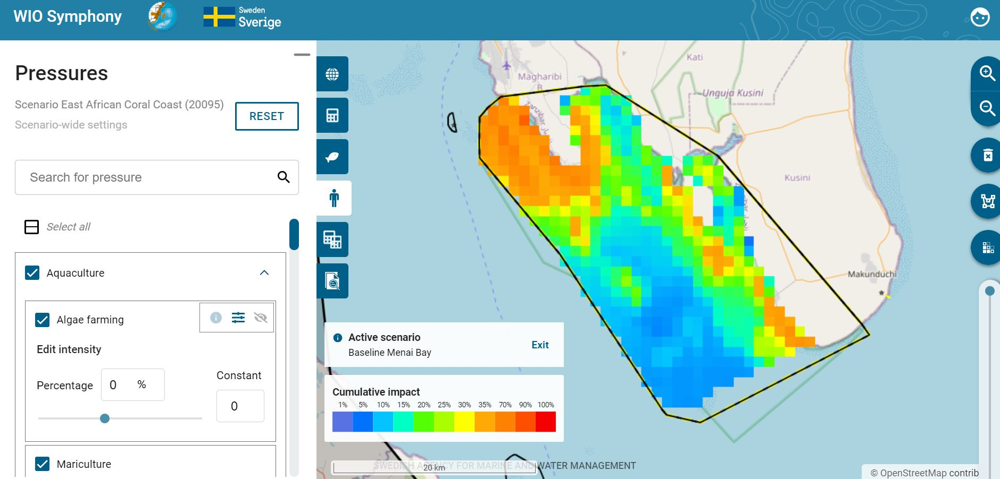 WIO Symphony
Sweden
Sverige
Pressures
Scenario East African Coral Coast (20095)
Scenario-wide settings
RESET
Search for pressure
Select all
Aquaculture
Algae farming
Edit intensity
Percentage
0 %
Constant
0
Mariculture
Kati
Magharibi
B
Unguja Kusini
Kusini
Makunduchi
Active scenario
Baseline Menai Bay
Exit
Cumulative impact
1% 5% 10% 15% 20% 25% 30% 35% 70% 90% 100%
20 km
SWEDISH AGENCY FOR MARINE AND WATER MANAGEMENT
© OpenStreetMap contrib